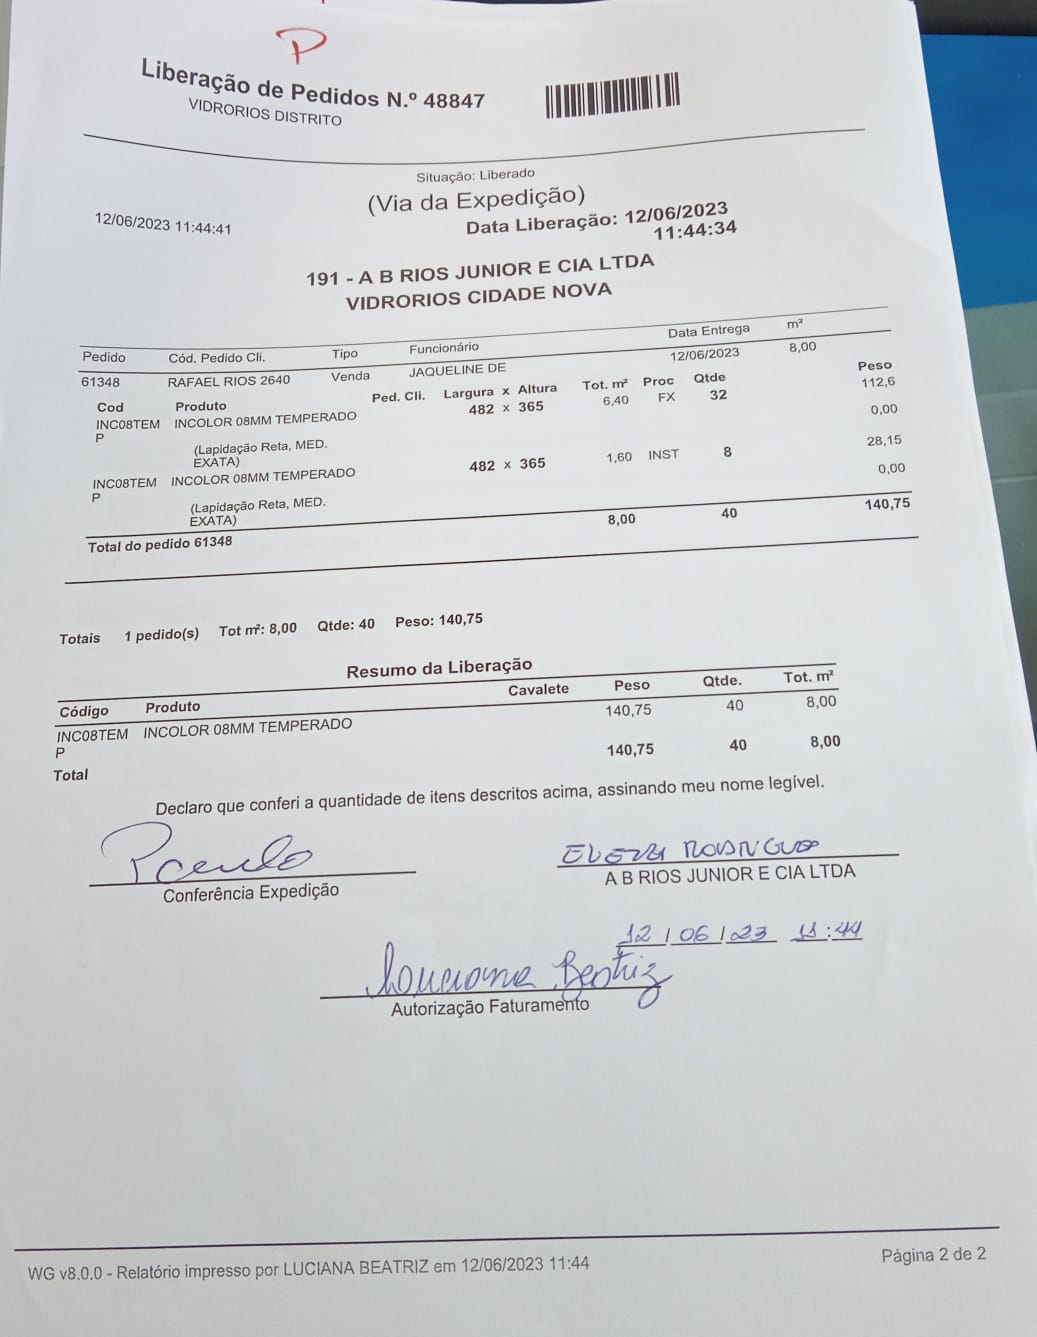 P
Liberação de Pedidos N.º 48847
VIDRORIOS DISTRITO
Situação: Liberado
(Via da Expedição)
12/06/2023 11:44:41
Data Liberação: 12/06/2023
11:44:34
191 - A B RIOS JUNIOR E CIA LTDA
VIDRORIOS CIDADE NOVA
Pedido Cód. Pedido Cli. Tipo Funcionário Data Entrega m²
61348 RAFAEL RIOS 2640 Venda JAQUELINE DE 12/06/2023 8,00
Cod Produto Ped. Cli. Largura x Altura Tot. m² Proc Qtde Peso
INC08TEM INCOLOR 08MM TEMPERADO 482 x 365 6,40 FX 32 112,6
P
(Lapidação Reta, MED. 0,00
EXATA)
INC08TEM INCOLOR 08MM TEMPERADO 482 x 365 1,60 INST 8 28,15
P
(Lapidação Reta, MED. 0,00
EXATA)
Total do pedido 61348 8,00 40 140,75
Totais 1 pedido(s) Tot m²: 8,00 Qtde: 40 Peso: 140,75
Resumo da Liberação
Código Produto Cavalete Peso Qtde. Tot. m²
INC08TEM INCOLOR 08MM TEMPERADO 140,75 40 8,00
P
Total 140,75 40 8,00
Declaro que conferi a quantidade de itens descritos acima, assinando meu nome legível.
Conferência Expedição
A B RIOS JUNIOR E CIA LTDA
12/06/23 11:44
Louciana Beatriz
Autorização Faturamento
WG v8.0.0 - Relatório impresso por LUCIANA BEATRIZ em 12/06/2023 11:44
Página 2 de 2